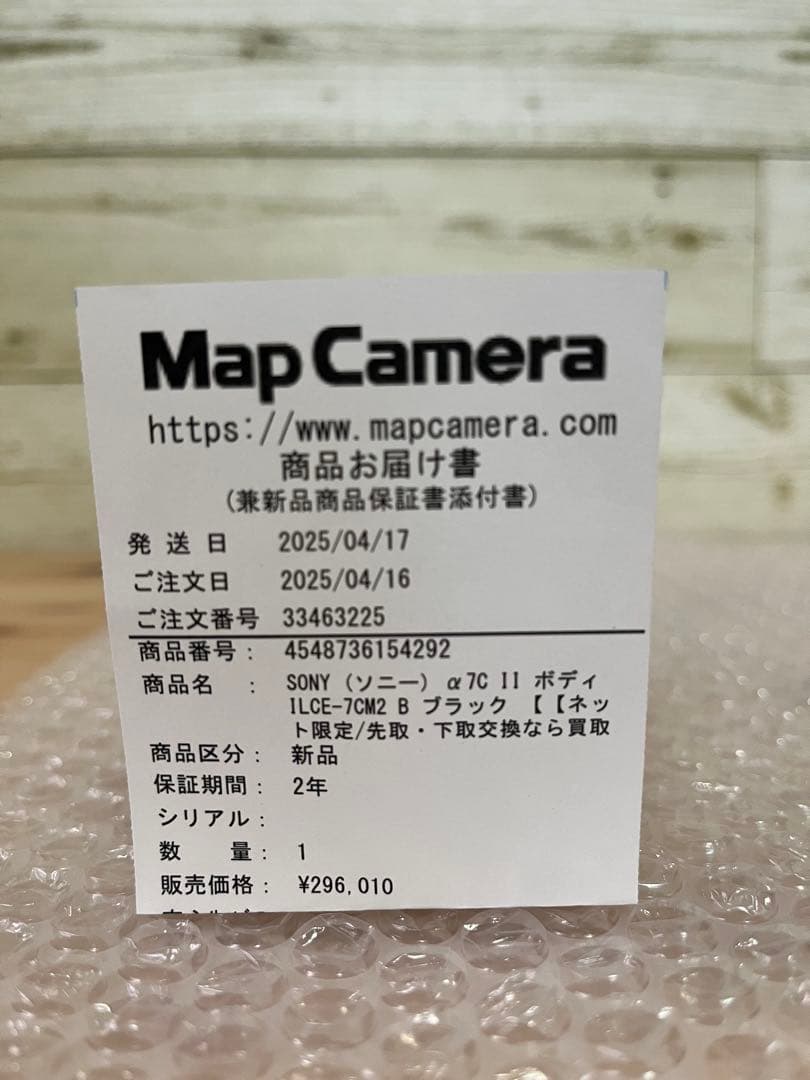 Map Camera
https://www.mapcamera.com
商品お届け書
（兼新品商品保証書添付書）
発 送 日 2025/04/17
ご注文日 2025/04/16
ご注文番号 33463225
商品番号： 4548736154292
商品名 ： SONY (ソニー) α7C II ボディ
ILCE-7CM2 B ブラック 【【ネッ
ト限定/先取・下取交換なら買取
商品区分： 新品
保証期間： 2年
シリアル：
数 量： 1
販売価格： ¥296,010